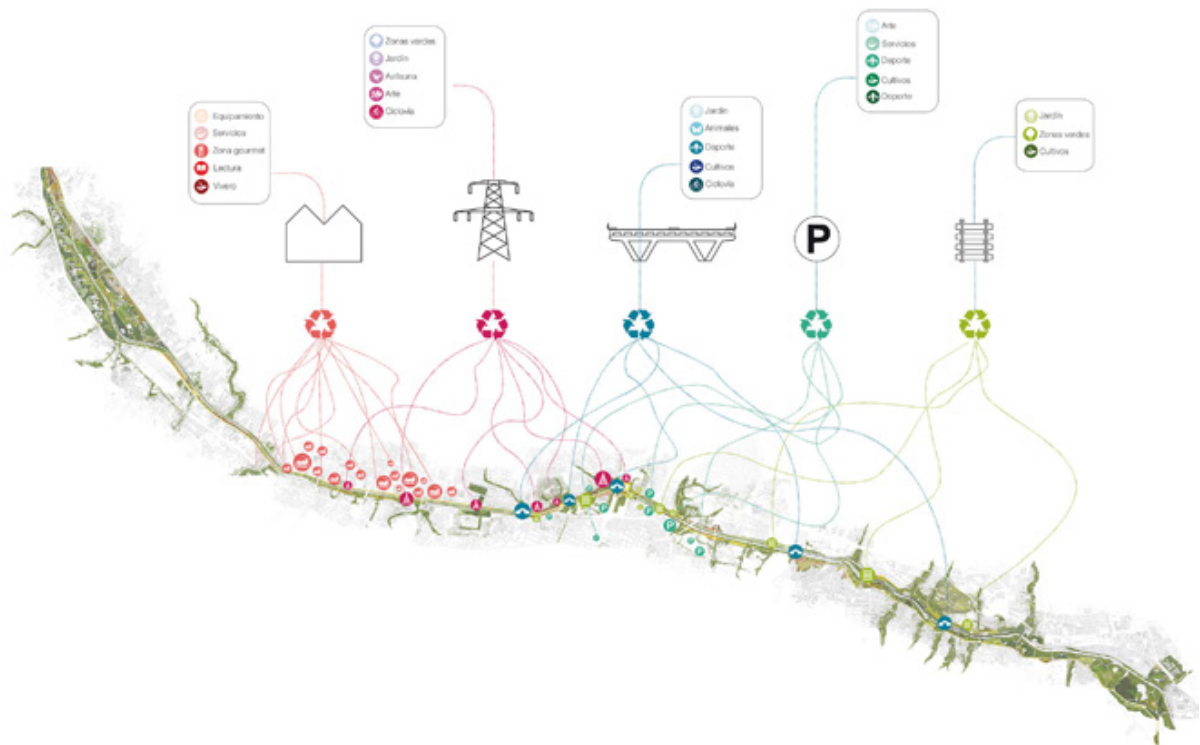 Zonas verdes
Jardín
Avifauna
Arte
Ciclovía
Arte
Servicios
Deporte
Cultivos
Deporte
Equipamiento
Servicios
Zona gourmet
Lectura
Vivero
Jardín
Animales
Deporte
Cultivos
Ciclovía
Jardín
Zonas verdes
Cultivos
P